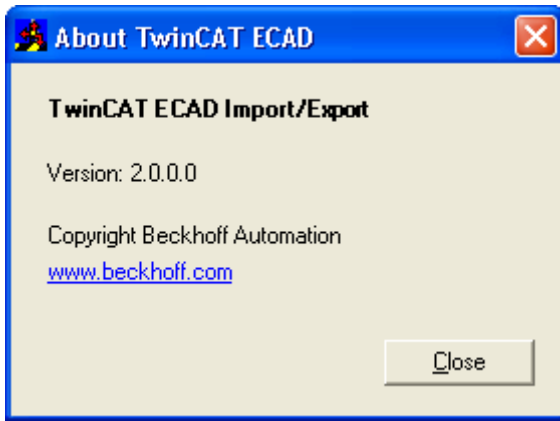 About TwinCAT ECAD
TwinCAT ECAD Import/Export
Version: 2.0.0.0
Copyright Beckhoff Automation
www.beckhoff.com
Close